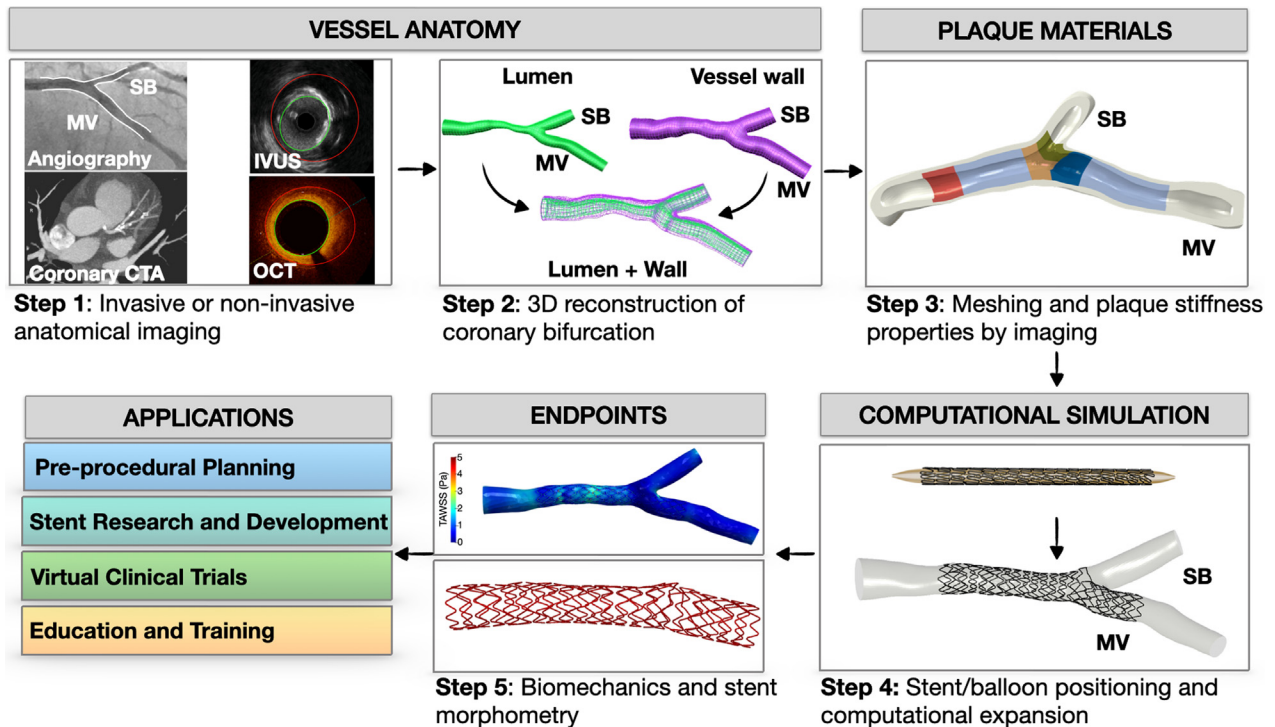 VESSEL ANATOMY
PLAQUE MATERIALS
SB
MV
Angiography
IVUS
Coronary CTA
OCT
Lumen
Vessel wall
SB
SB
MV
MV
Lumen + Wall
SB
MV
Step 1: Invasive or non-invasive
anatomical imaging
Step 2: 3D reconstruction of
coronary bifurcation
Step 3: Meshing and plaque stiffness
properties by imaging
APPLICATIONS
Pre-procedural Planning
Stent Research and Development
Virtual Clinical Trials
Education and Training
ENDPOINTS
TAWSS (Pa)
5
4
3
2
1
0
Step 5: Biomechanics and stent
morphometry
COMPUTATIONAL SIMULATION
SB
MV
Step 4: Stent/balloon positioning and
computational expansion